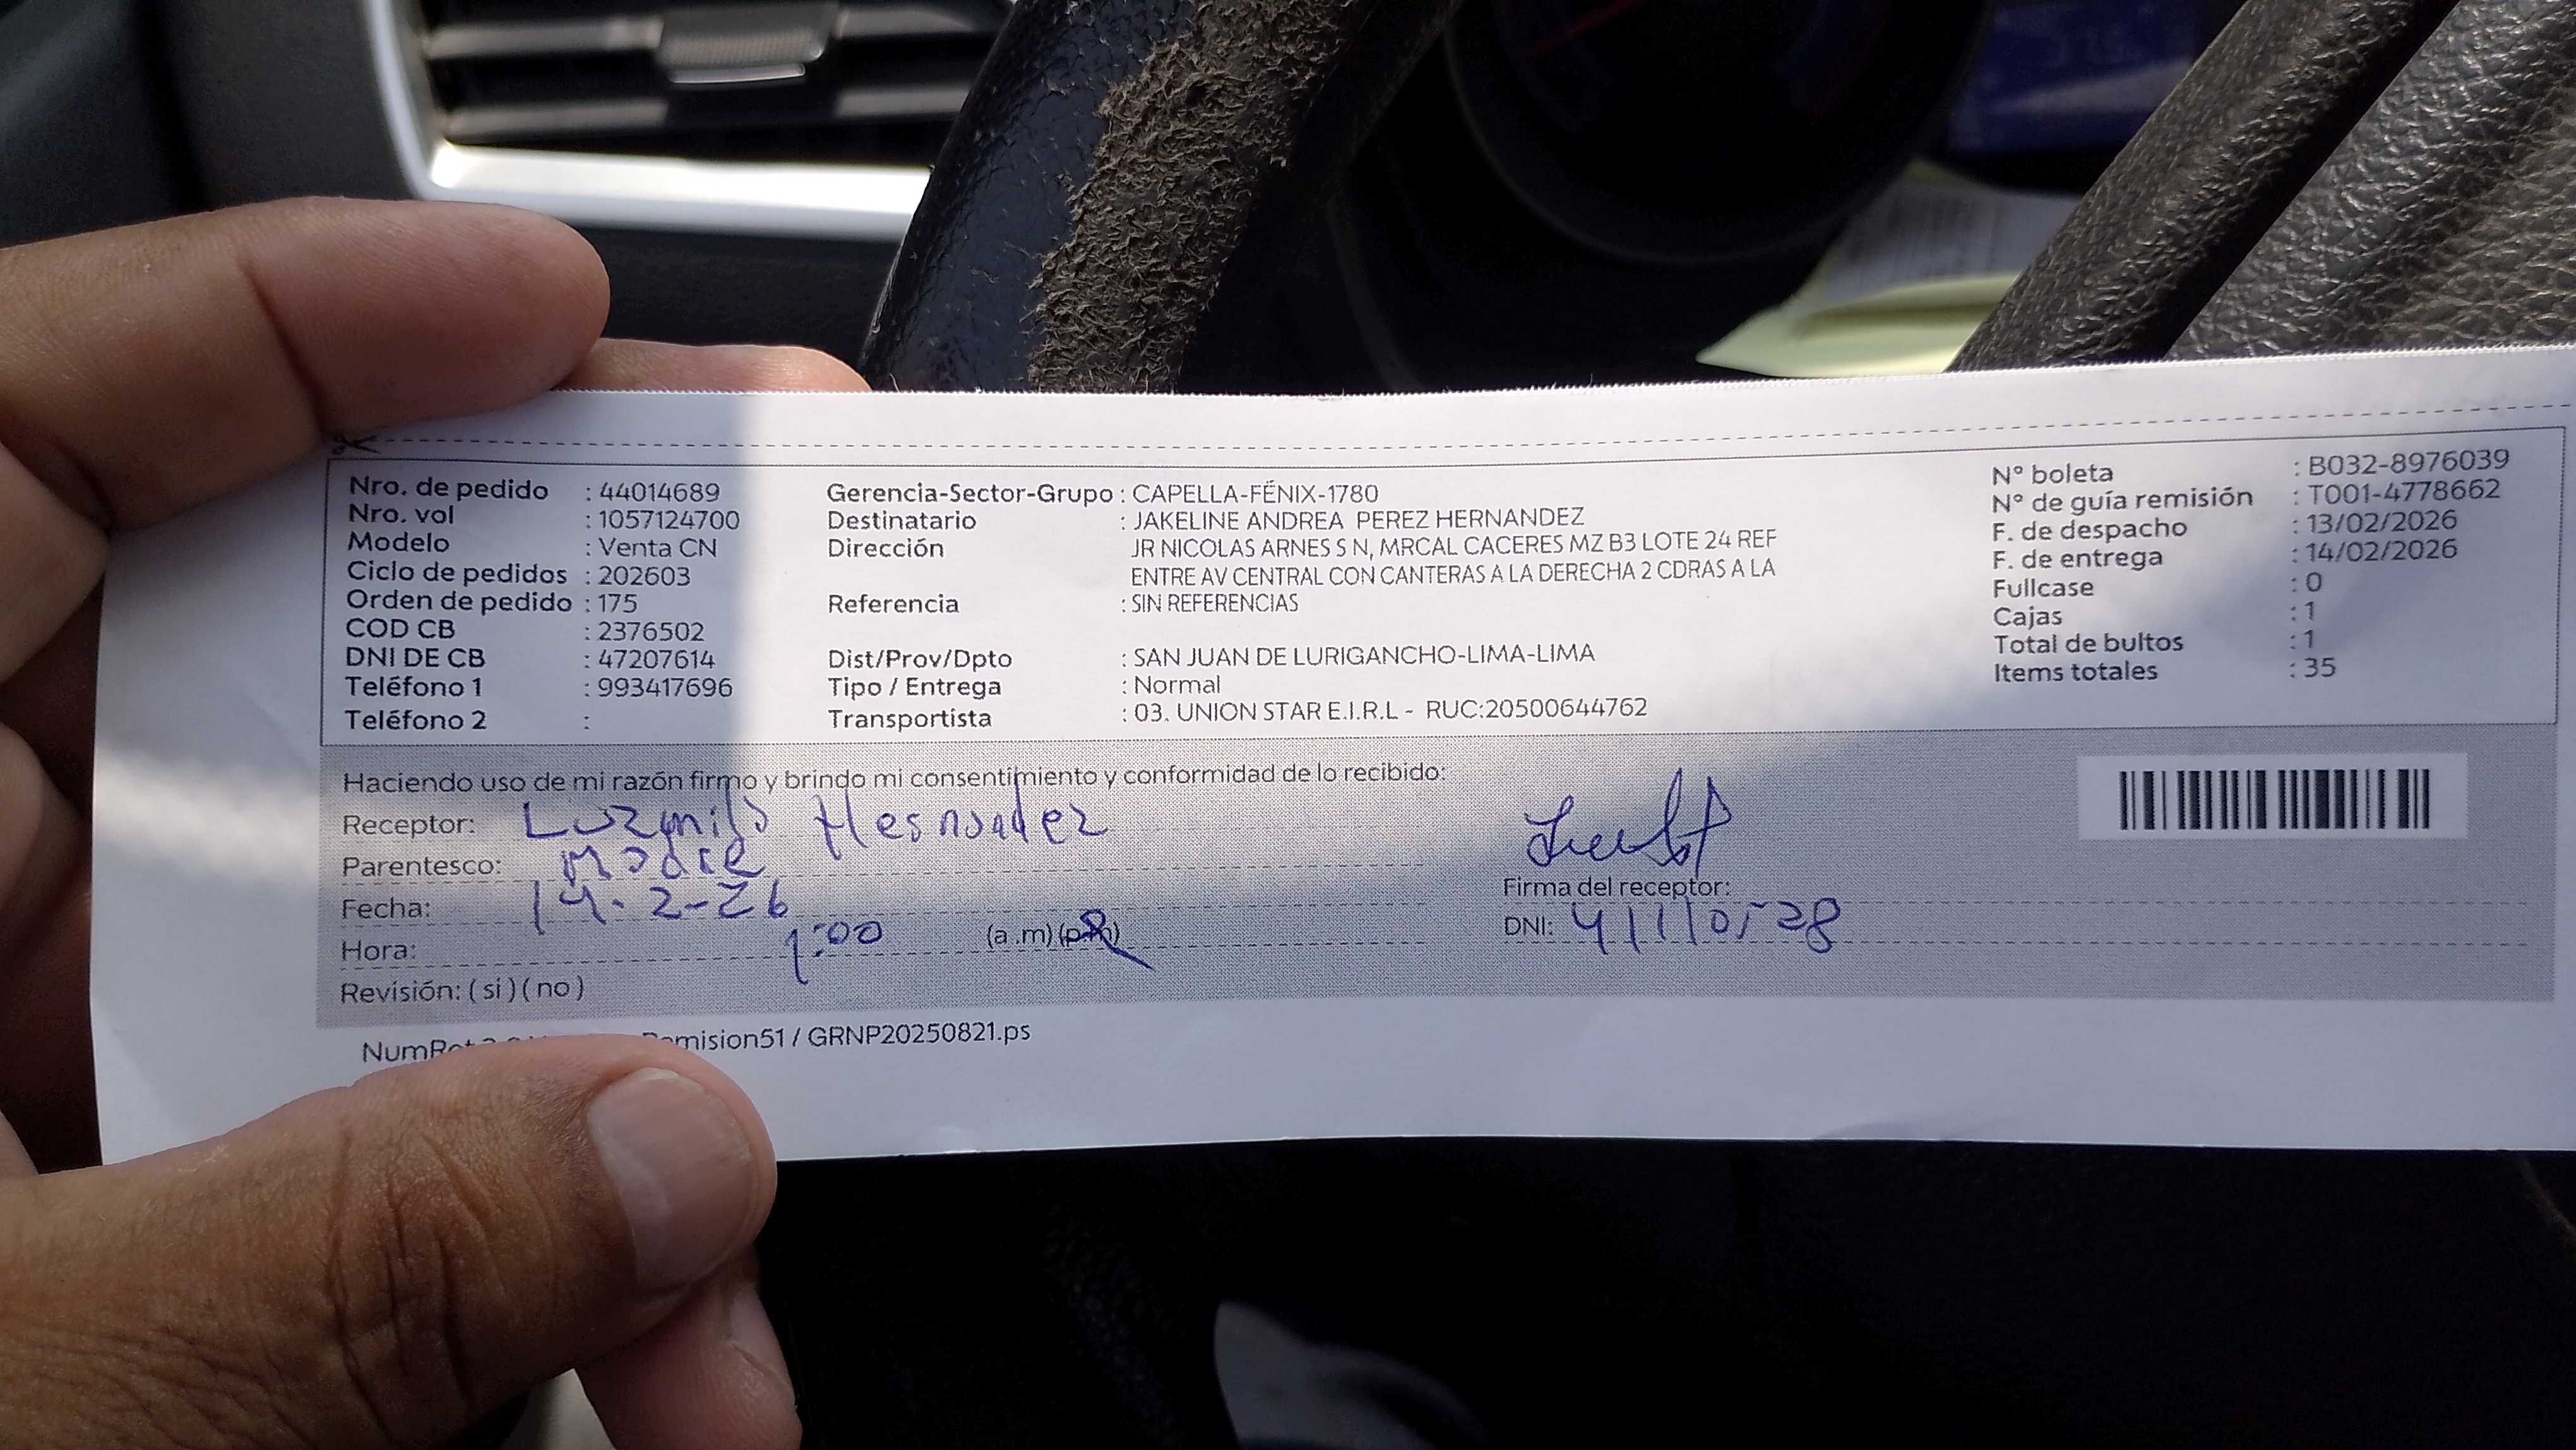 Nro. de pedido : 44014689
Nro. vol : 1057124700
Modelo : Venta CN
Ciclo de pedidos : 202603
Orden de pedido : 175
COD CB : 2376502
DNI DE CB : 47207614
Teléfono 1 : 993417696
Teléfono 2 :
Gerencia-Sector-Grupo : CAPELLA-FÉNIX-1780
Destinatario : JAKELINE ANDREA PEREZ HERNANDEZ
Dirección JR NICOLAS ARNES S N, MRCAL CACERES MZ B3 LOTE 24 REF
ENTRE AV CENTRAL CON CANTERAS A LA DERECHA 2 CDRAS A LA
Referencia : SIN REFERENCIAS
Dist/Prov/Dpto : SAN JUAN DE LURIGANCHO-LIMA-LIMA
Tipo / Entrega : Normal
Transportista : 03. UNION STAR E.I.R.L - RUC:20500644762
N° boleta : B032-8976039
N° de guía remisión : T001-4778662
F. de despacho : 13/02/2026
F. de entrega : 14/02/2026
Fullcase : 0
Cajas : 1
Total de bultos : 1
Items totales : 35
Haciendo uso de mi razón firmo y brindo mi consentimiento y conformidad de lo recibido:
Receptor: Luzmila Hernandez
Parentesco: Madre
Fecha: 14-2-26
Hora: 1:00 (a.m) (p.m)
Revisión: ( si ) ( no )
Firma del receptor:
DNI:
mision51 / GRNP20250821.ps